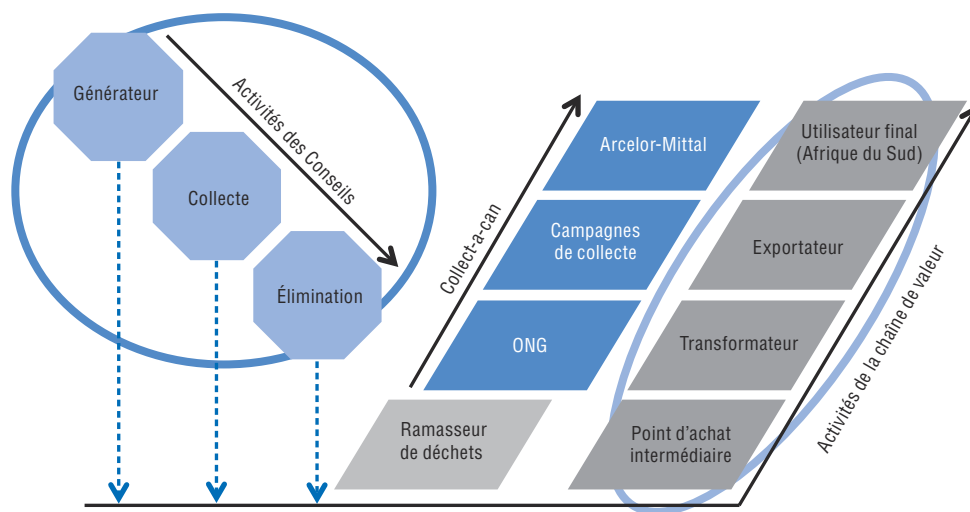 Générateur
Activités des Conseils
Collecte
Élimination
Collect-a-can
Arcelor-Mittal
Campagnes
de collecte
ONG
Ramasseur
de déchets
Utilisateur final
(Afrique du Sud)
Exportateur
Transformateur
Point d’achat
intermédiaire
Activités de la chaîne de valeur